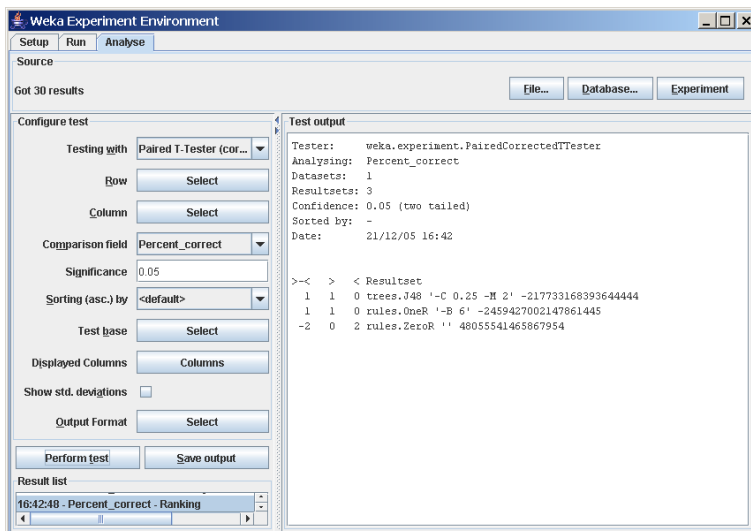 Weka Experiment Environment
Setup Run Analyse
Source
Got 30 results
File... Database... Experiment
Configure test
Testing with Paired T-Tester (cor...
Row Select
Column Select
Comparison field Percent_correct
Significance 0.05
Sorting (asc.) by <default>
Test base Select
Displayed Columns Columns
Show std. deviations
Output Format Select
Perform test Save output
Result list
16:42:48 - Percent_correct - Ranking
Test output
Tester: weka.experiment.PairedCorrectedTTester
Analysing: Percent_correct
Datasets: 1
Resultsets: 3
Confidence: 0.05 (two tailed)
Sorted by: -
Date: 21/12/05 16:42
>-< > < Resultset
1 1 0 trees.J48 '-C 0.25 -M 2' -217733168393644444
1 1 0 rules.OneR '-B 6' -2459427002147861445
-2 0 2 rules.ZeroR '' 48055541465867954